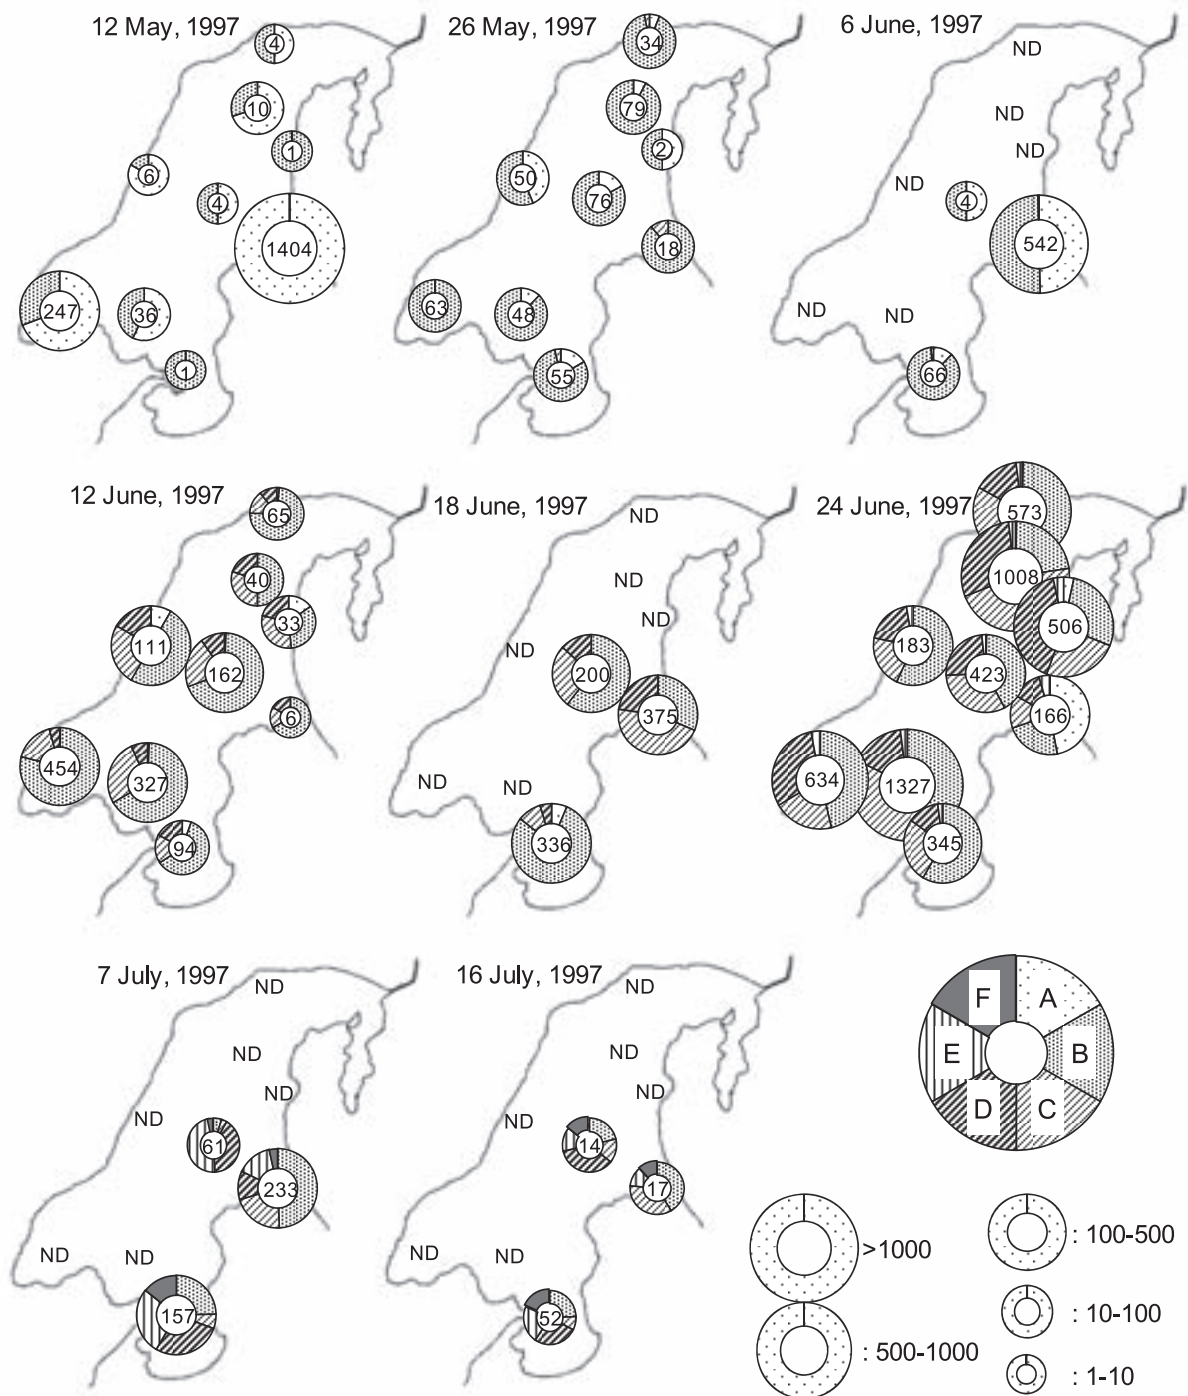 12 May, 1997
4
10
1
6
4
1404
247
36
1
26 May, 1997
34
79
2
50
76
18
63
48
55
6 June, 1997
ND
ND
ND
ND
4
542
ND
ND
66
12 June, 1997
65
40
33
111
162
6
454
327
94
18 June, 1997
ND
ND
ND
ND
200
375
ND
ND
336
24 June, 1997
573
1008
506
183
423
166
634
1327
345
7 July, 1997
ND
ND
ND
ND
61
233
ND
ND
157
16 July, 1997
ND
ND
ND
ND
14
17
ND
ND
52
F A
E B
D C
>1000
: 500-1000
: 100-500
: 10-100
: 1-10